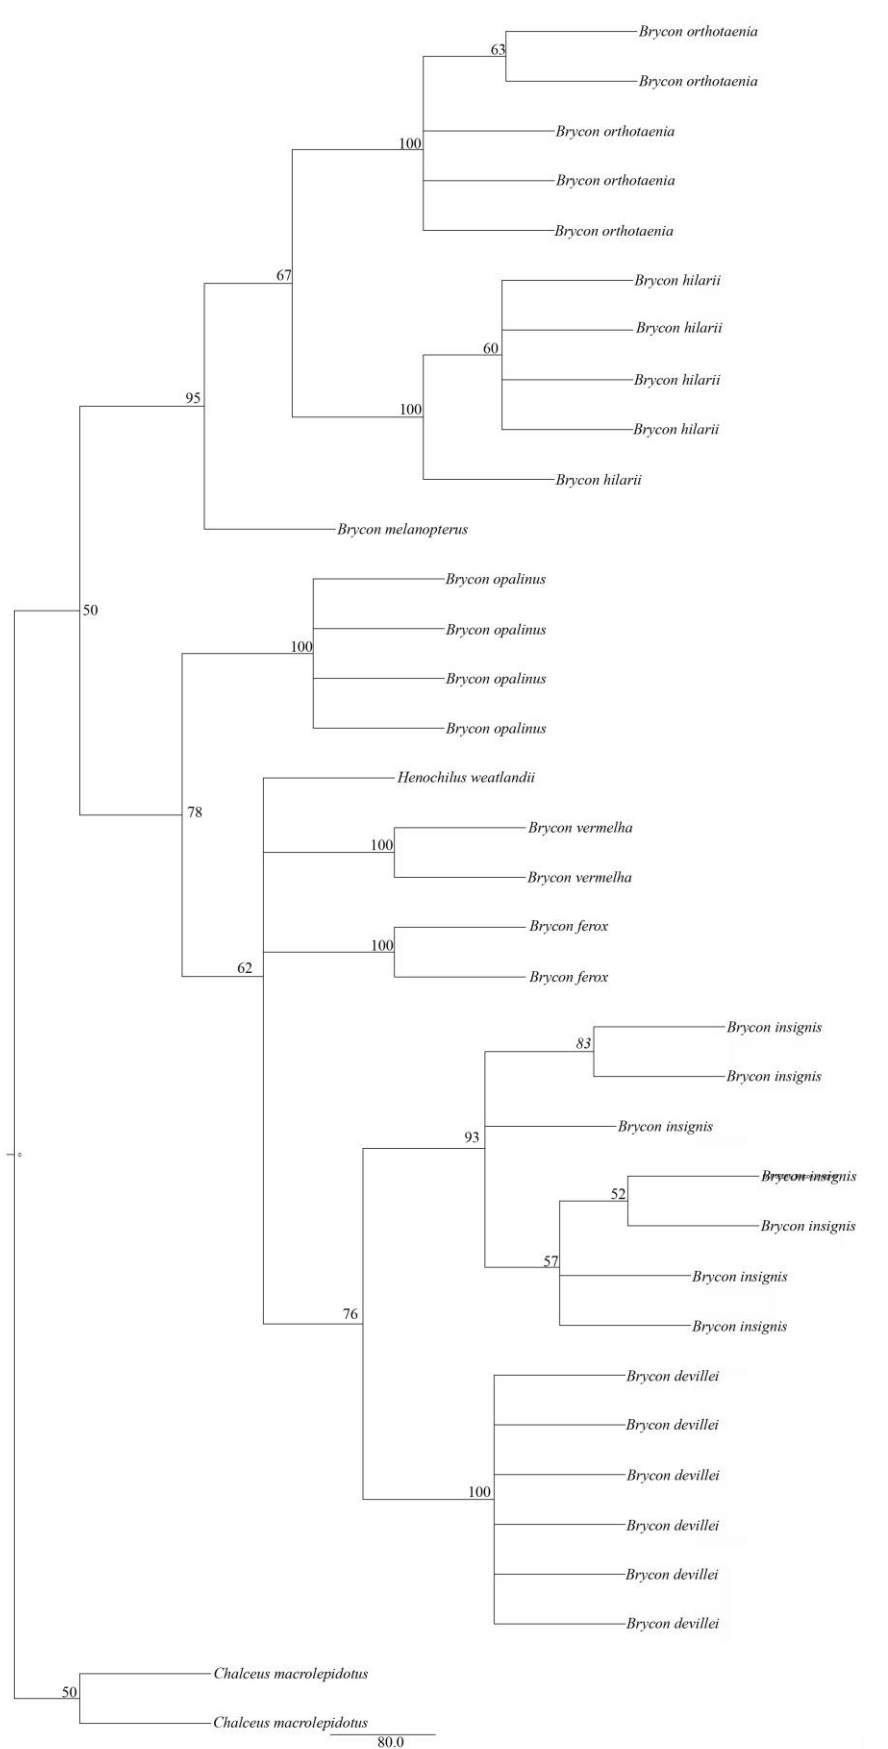 Brycon orthotaenia
63
Brycon orthotaenia
Brycon orthotaenia
100
Brycon orthotaenia
Brycon orthotaenia
67
Brycon hilarii
Brycon hilarii
60
Brycon hilarii
95
100
Brycon hilarii
Brycon hilarii
Brycon melanopterus
Brycon opalinus
50
Brycon opalinus
100
Brycon opalinus
Brycon opalinus
Henochilus weatlandii
78
Brycon vermelha
100
Brycon vermelha
Brycon ferox
100
62
Brycon ferox
Brycon insignis
83
Brycon insignis
Brycon insignis
93
0
Brycon insignis
52
Brycon insignis
57
Brycon insignis
76
Brycon insignis
Brycon devillei
Brycon devillei
Brycon devillei
100
Brycon devillei
Brycon devillei
Brycon devillei
Chalceus macrolepidotus
50
Chalceus macrolepidotus
80.0